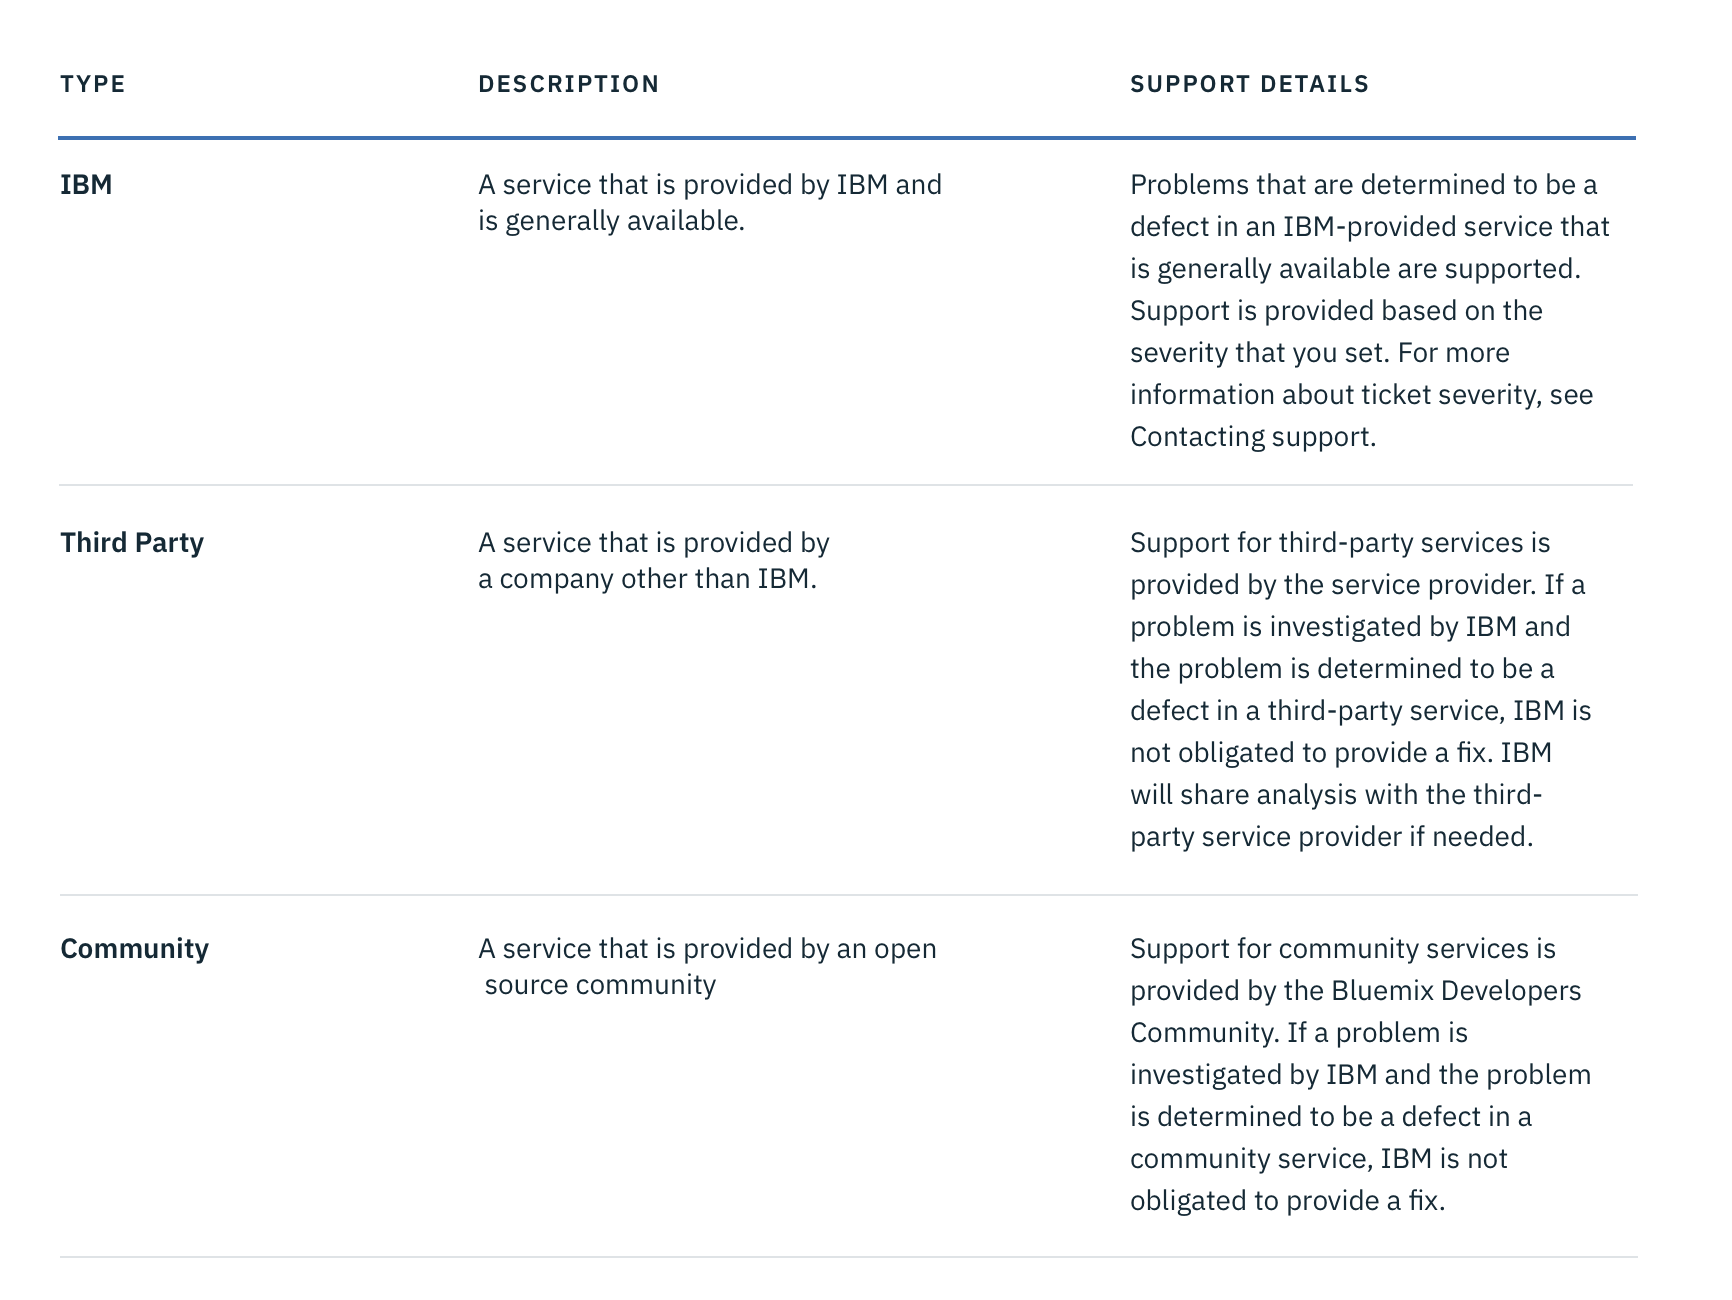 TYPE
DESCRIPTION
SUPPORT DETAILS
IBM
A service that is provided by IBM and
is generally available.
Problems that are determined to be a
defect in an IBM-provided service that
is generally available are supported.
Support is provided based on the
severity that you set. For more
information about ticket severity, see
Contacting support.
Third Party
A service that is provided by
a company other than IBM.
Support for third-party services is
provided by the service provider. If a
problem is investigated by IBM and
the problem is determined to be a
defect in a third-party service, IBM is
not obligated to provide a fix. IBM
will share analysis with the third-
party service provider if needed.
Community
A service that is provided by an open
source community
Support for community services is
provided by the Bluemix Developers
Community. If a problem is
investigated by IBM and the problem
is determined to be a defect in a
community service, IBM is not
obligated to provide a fix.